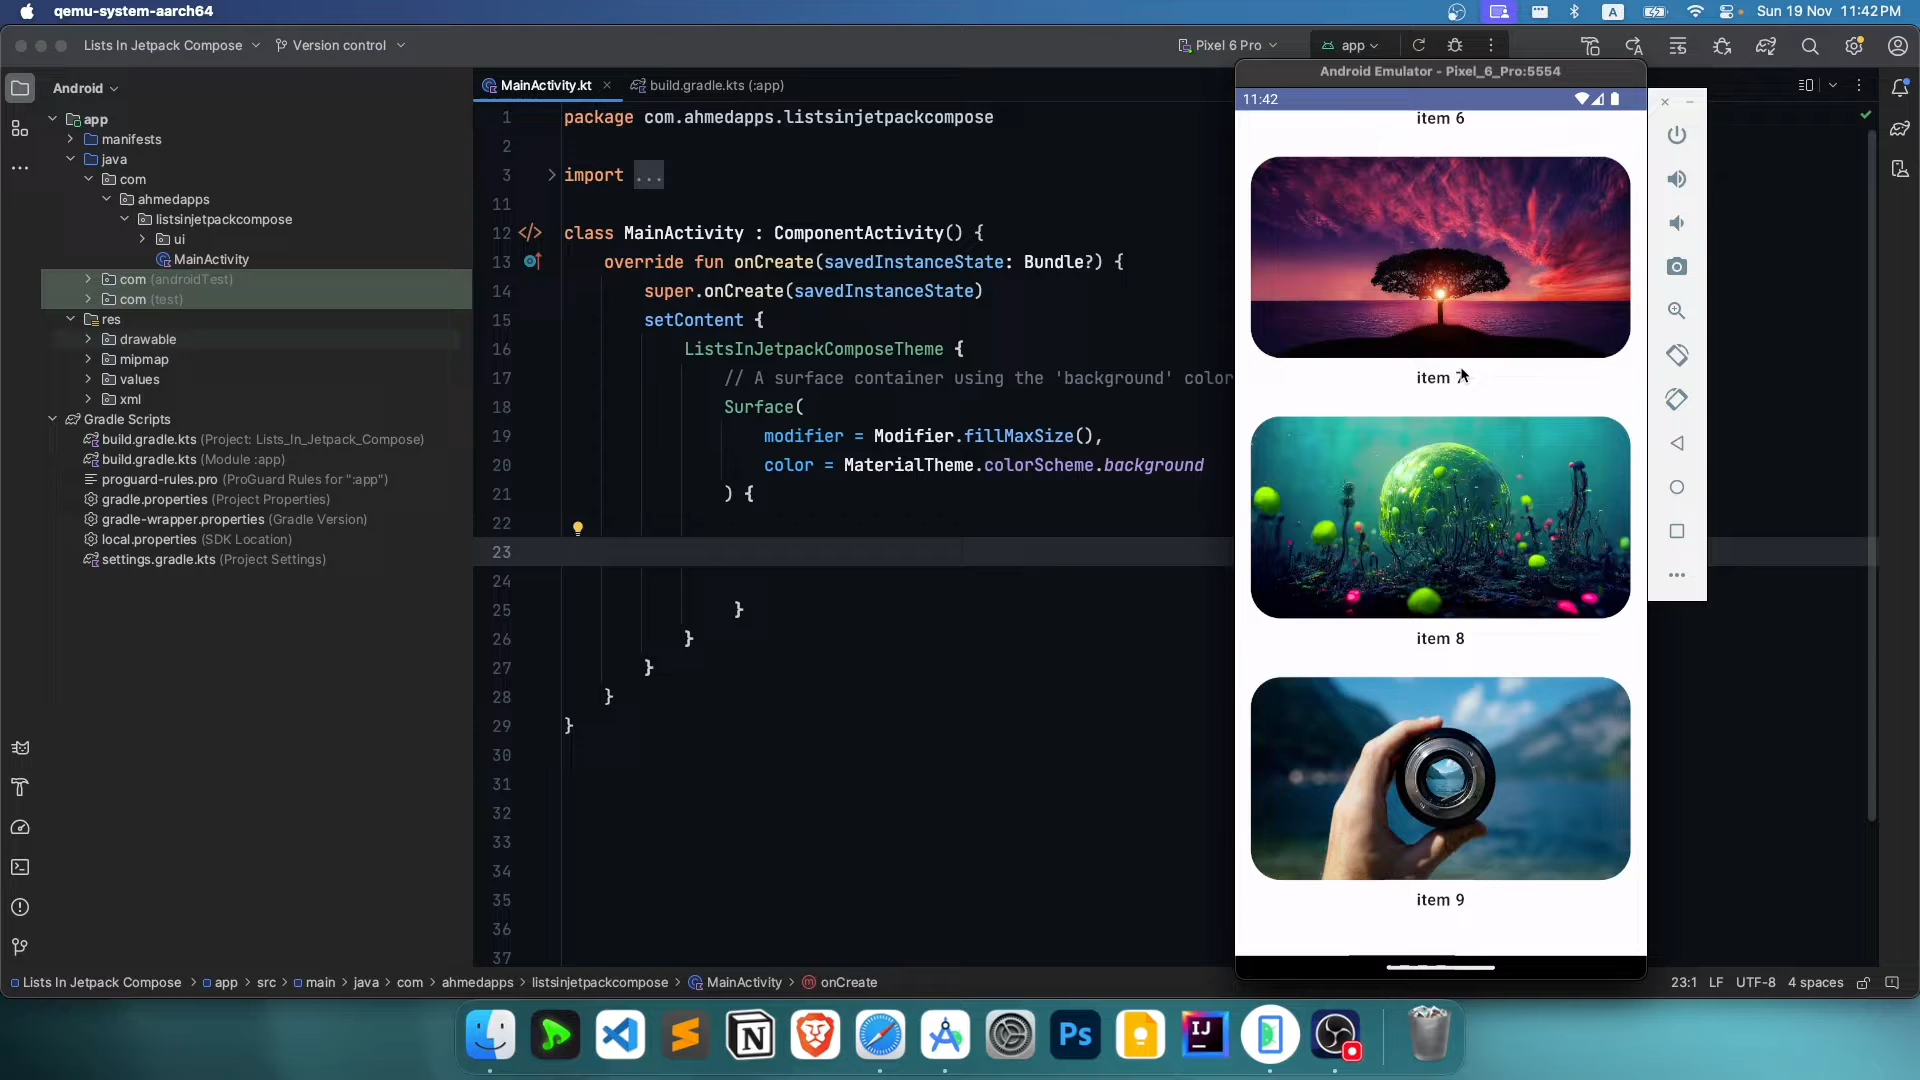 qemu-system-aarch64
A
Sun 19 Nov 11:42 PM
Lists In Jetpack Compose
Version control
Pixel 6 Pro
app
Android
MainActivity.kt
build.gradle.kts (:app)
Android Emulator - Pixel_6_Pro:5554
11:42
app
manifests
java
com
ahmedapps
listsinjetpackcompose
ui
MainActivity
com (androidTest)
com (test)
res
drawable
mipmap
values
xml
Gradle Scripts
build.gradle.kts (Project: Lists_In_Jetpack_Compose)
build.gradle.kts (Module :app)
proguard-rules.pro (ProGuard Rules for ":app")
gradle.properties (Project Properties)
gradle-wrapper.properties (Gradle Version)
local.properties (SDK Location)
settings.gradle.kts (Project Settings)
1 package com.ahmedapps.listsinjetpackcompose
2
3 import ...
11
12 class MainActivity : ComponentActivity() {
13 override fun onCreate(savedInstanceState: Bundle?) {
14 super.onCreate(savedInstanceState)
15 setContent {
16 ListsInJetpackComposeTheme {
17 // A surface container using the 'background' color
18 Surface(
19 modifier = Modifier.fillMaxSize(),
20 color = MaterialTheme.colorScheme.background
21 ) {
22
23
24
25 }
26 }
27 }
28 }
29 }
30
31
32
33
34
35
36
37
item 6
item
item 8
item 9
Lists In Jetpack Compose > app > src > main > java > com > ahmedapps > listsinjetpackcompose > MainActivity > onCreate
23:1 LF UTF-8 4 spaces
Ps
IJ